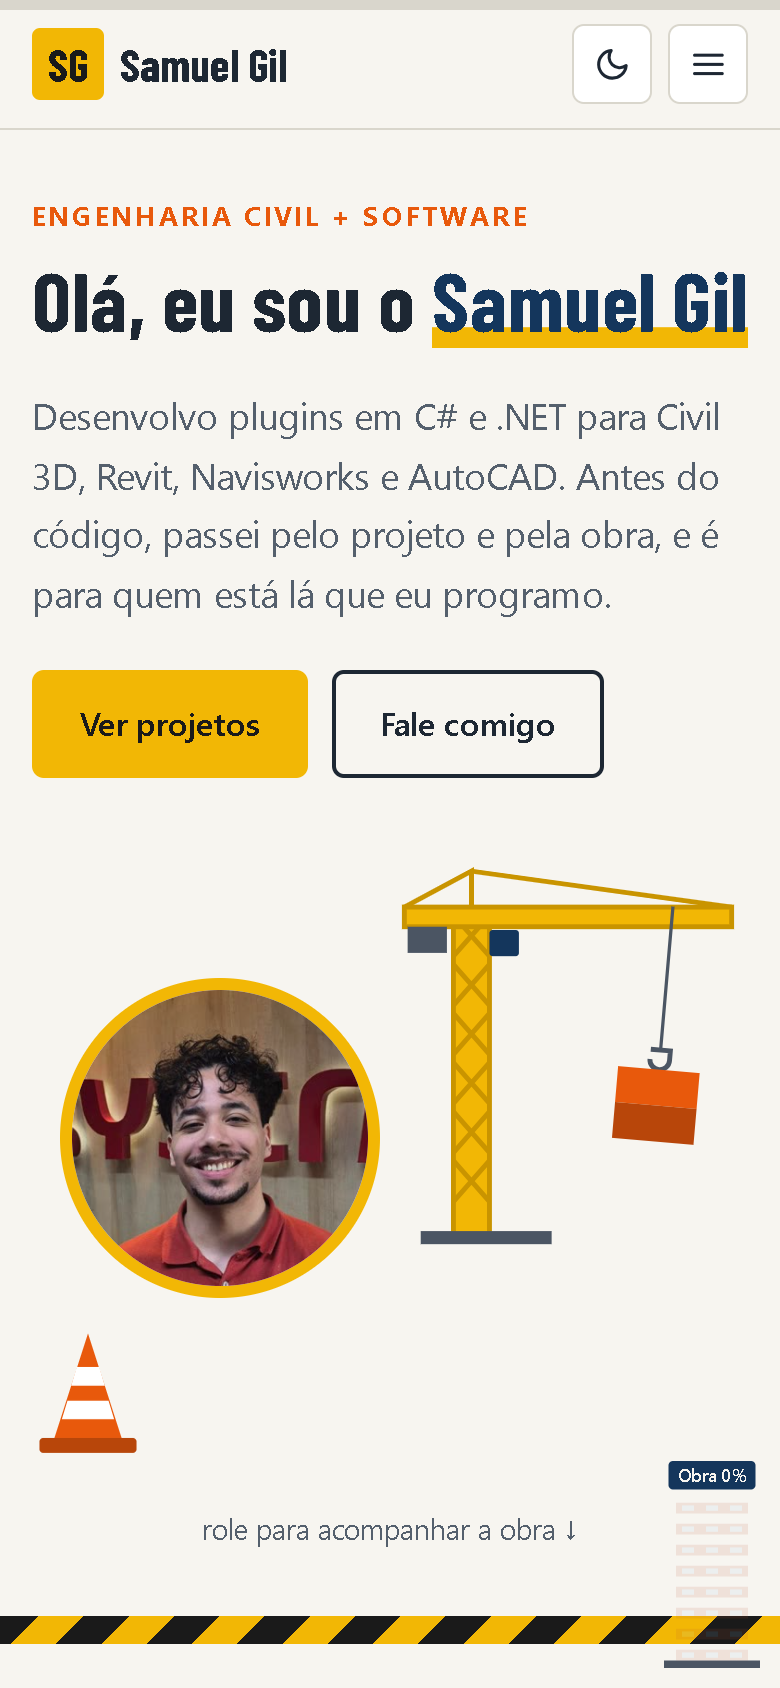 SG Samuel Gil
ENGENHARIA CIVIL + SOFTWARE
Olá, eu sou o Samuel Gil
Desenvolvo plugins em C# e .NET para Civil
3D, Revit, Navisworks e AutoCAD. Antes do
código, passei pelo projeto e pela obra, e é
para quem está lá que eu programo.
Ver projetos
Fale comigo
Obra 0%
role para acompanhar a obra ↓